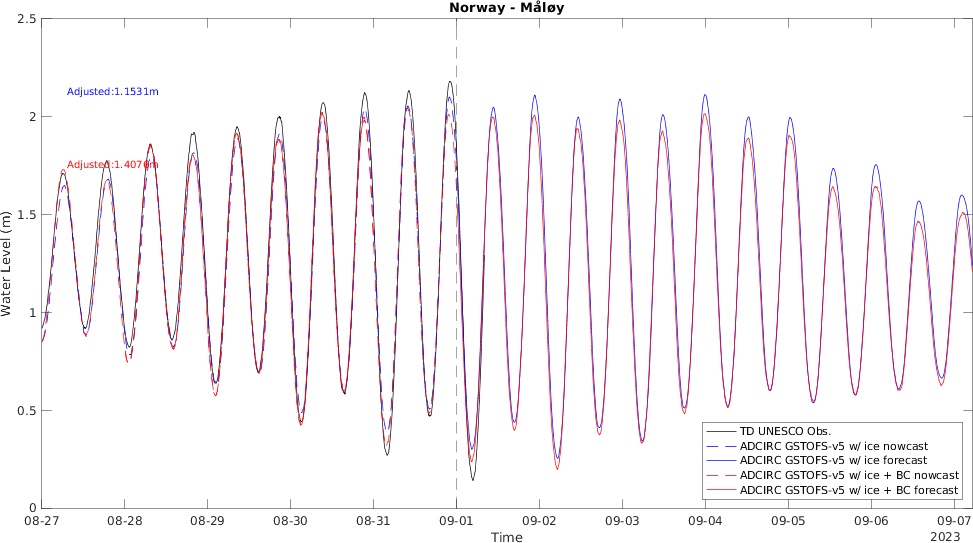 Norway - Måløy
2.5
2
1.5
1
0.5
0
Water Level (m)
Adjusted:1.1531m
Adjusted:1.4076m
TD UNESCO Obs.
ADCIRC GSTOFS-v5 w/ ice nowcast
ADCIRC GSTOFS-v5 w/ ice forecast
ADCIRC GSTOFS-v5 w/ ice + BC nowcast
ADCIRC GSTOFS-v5 w/ ice + BC forecast
08-27 08-28 08-29 08-30 08-31 09-01 09-02 09-03 09-04 09-05 09-06 09-07
Time
2023